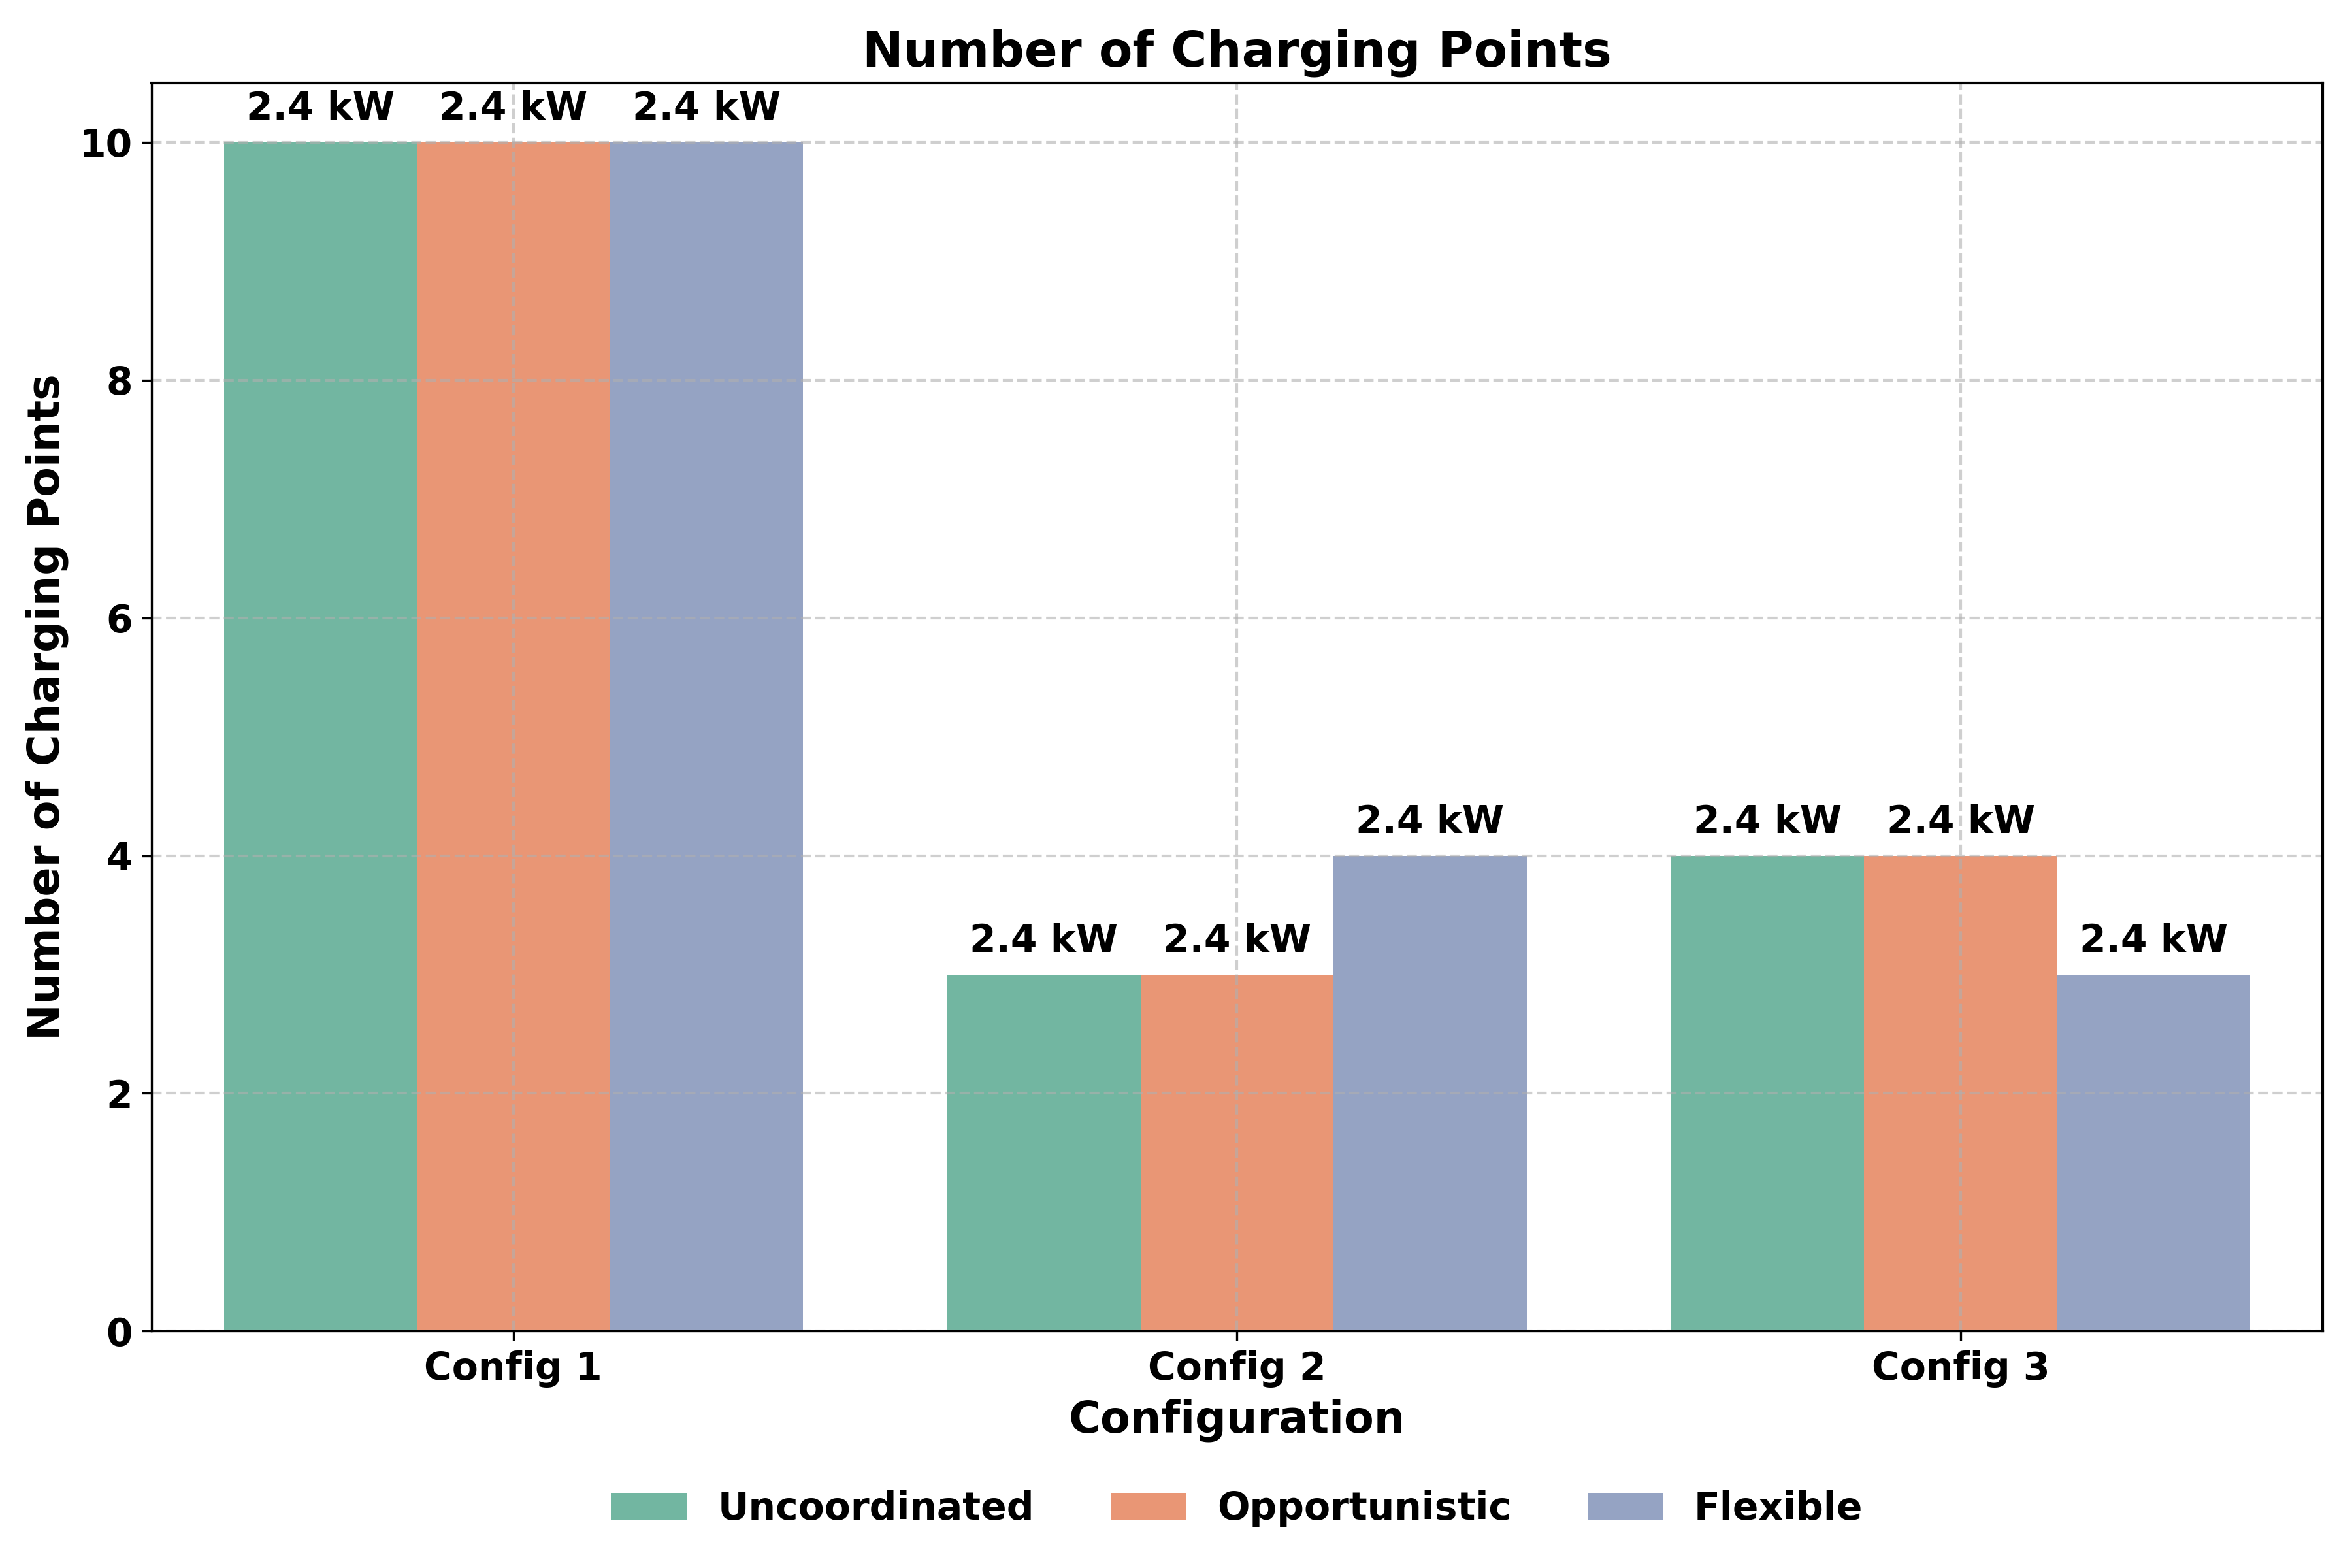 Number of Charging Points
2.4 kW 2.4 kW 2.4 kW
10
8
6
4
2
0
Number of Charging Points
2.4 kW
2.4 kW 2.4 kW
2.4 kW 2.4 kW
2.4 kW
Config 1 Config 2 Config 3
Configuration
Uncoordinated Opportunistic Flexible